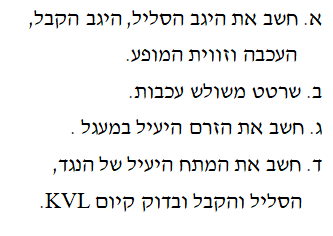 א. חשב את היגב הסליל, היגב הקבל,
העכבה וזווית המופע.
ב. שרטט משולש עכבות.
ג. חשב את הזרם היעיל במעגל .
ד. חשב את המתח היעיל של הנגד,
הסליל והקבל ובדוק קיום KVL.